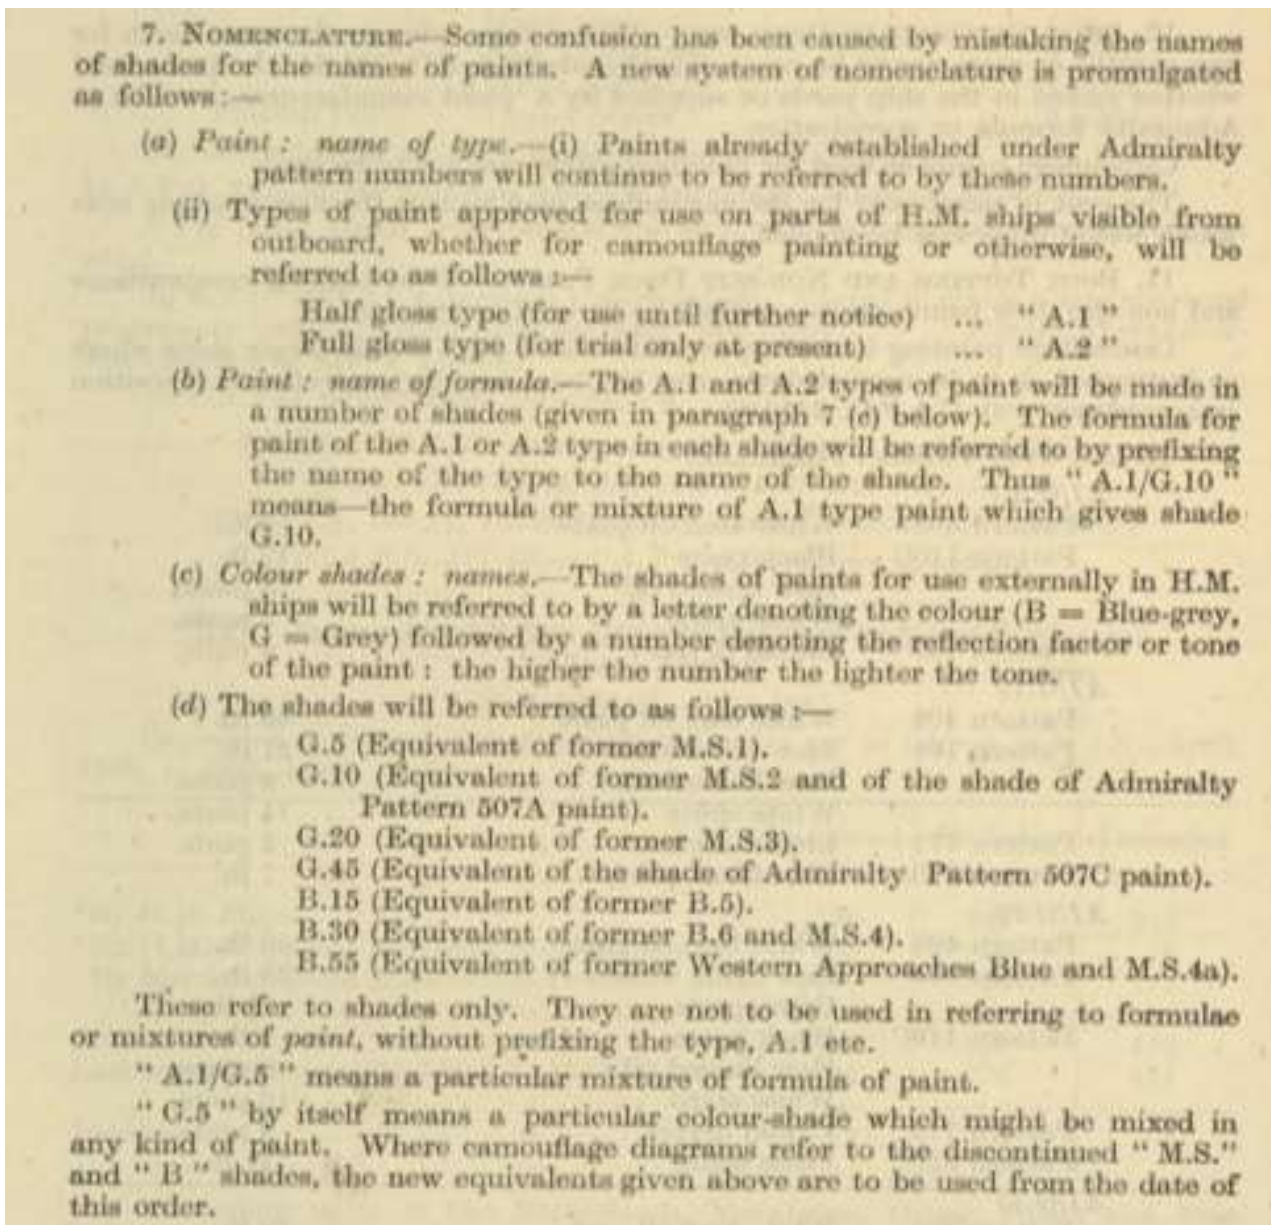 7. NOMENCLATURE.—Some confusion has been caused by mistaking the names
of shades for the names of paints. A new system of nomenclature is promulgated
as follows:—
(a) Paint : name of type.—(i) Paints already established under Admiralty
pattern numbers will continue to be referred to by these numbers.
(ii) Types of paint approved for use on parts of H.M. ships visible from
outboard, whether for camouflage painting or otherwise, will be
referred to as follows :—
Half gloss type (for use until further notice) ... " A.1 "
Full gloss type (for trial only at present) ... " A.2 "
(b) Paint : name of formula.—The A.1 and A.2 types of paint will be made in
a number of shades (given in paragraph 7 (c) below). The formula for
paint of the A.1 or A.2 type in each shade will be referred to by prefixing
the name of the type to the name of the shade. Thus " A.1/G.10 "
means—the formula or mixture of A.1 type paint which gives shade
G.10.
(c) Colour shades : names.—The shades of paints for use externally in H.M.
ships will be referred to by a letter denoting the colour (B = Blue-grey,
G = Grey) followed by a number denoting the reflection factor or tone
of the paint : the higher the number the lighter the tone.
(d) The shades will be referred to as follows :—
G.5 (Equivalent of former M.S.1).
G.10 (Equivalent of former M.S.2 and of the shade of Admiralty
Pattern 507A paint).
G.20 (Equivalent of former M.S.3).
G.45 (Equivalent of the shade of Admiralty Pattern 507C paint).
B.15 (Equivalent of former B.5).
B.30 (Equivalent of former B.6 and M.S.4).
B.55 (Equivalent of former Western Approaches Blue and M.S.4a).
These refer to shades only. They are not to be used in referring to formulae
or mixtures of paint, without prefixing the type, A.1 etc.
" A.1/G.5 " means a particular mixture of formula of paint.
" G.5 " by itself means a particular colour-shade which might be mixed in
any kind of paint. Where camouflage diagrams refer to the discontinued " M.S."
and " B " shades, the new equivalents given above are to be used from the date of
this order.